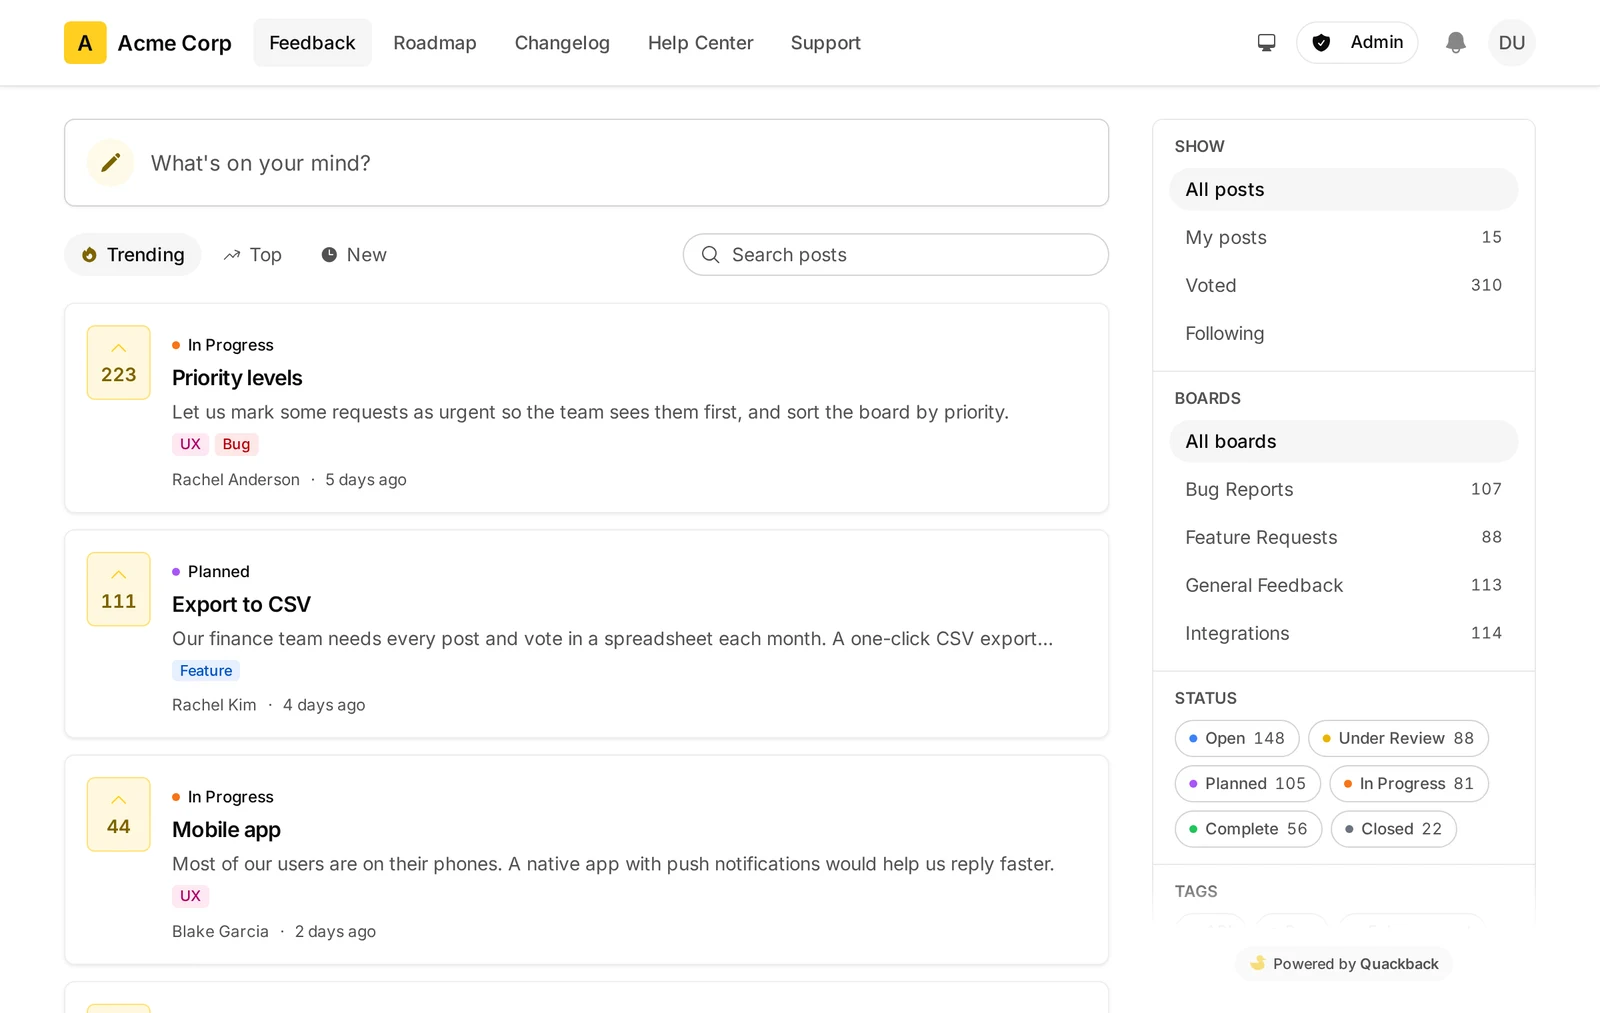 A Acme Corp Feedback Roadmap Changelog Help Center Support Admin DU
What's on your mind?
Trending Top New Search posts
223
In Progress
Priority levels
Let us mark some requests as urgent so the team sees them first, and sort the board by priority.
UX Bug
Rachel Anderson · 5 days ago
111
Planned
Export to CSV
Our finance team needs every post and vote in a spreadsheet each month. A one-click CSV export...
Feature
Rachel Kim · 4 days ago
44
In Progress
Mobile app
Most of our users are on their phones. A native app with push notifications would help us reply faster.
UX
Blake Garcia · 2 days ago
SHOW
All posts
My posts 15
Voted 310
Following
BOARDS
All boards
Bug Reports 107
Feature Requests 88
General Feedback 113
Integrations 114
STATUS
Open 148 Under Review 88
Planned 105 In Progress 81
Complete 56 Closed 22
TAGS
Powered by Quackback